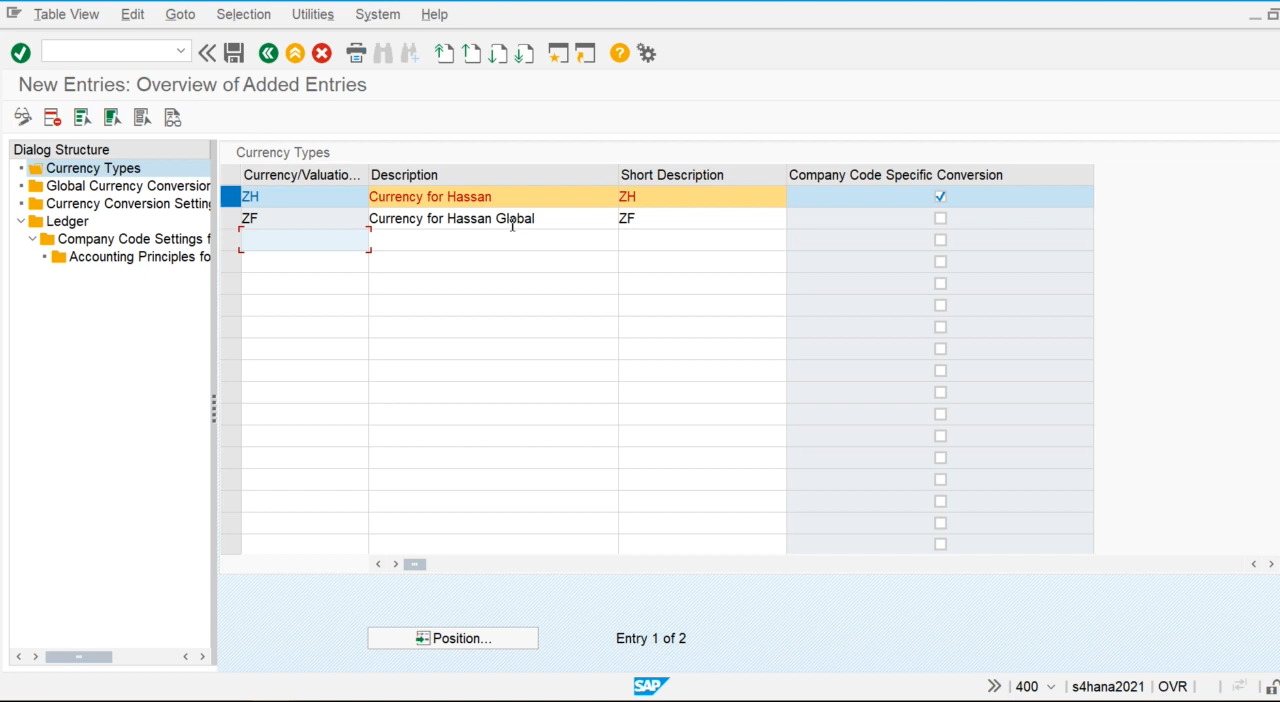 Table View Edit Goto Selection Utilities System Help
New Entries: Overview of Added Entries
Dialog Structure
Currency Types
Global Currency Conversion
Currency Conversion Setting
Ledger
Company Code Settings f
Accounting Principles fo
Currency Types
Currency/Valuatio... Description Short Description Company Code Specific Conversion
ZH Currency for Hassan ZH
ZF Currency for Hassan Global ZF
Position... Entry 1 of 2
SAP 400 s4hana2021 OVR